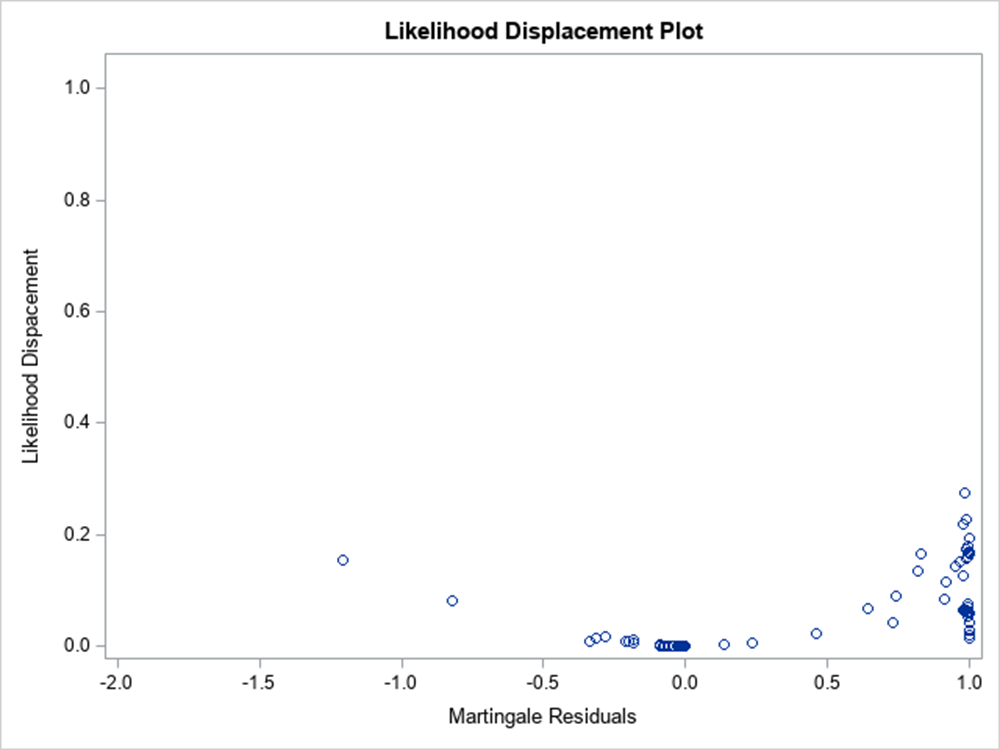 Likelihood Displacement Plot
1.0
0.8
0.6
0.4
0.2
0.0
Likelihood Dispacement
-2.0 -1.5 -1.0 -0.5 0.0 0.5 1.0
Martingale Residuals